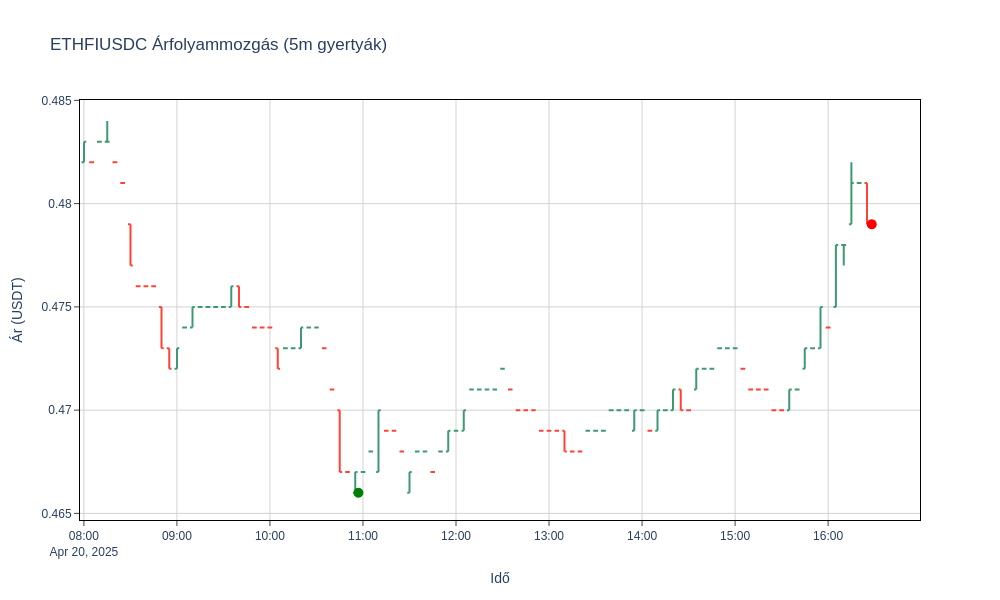 ETHFIUSDC Árfolyammozgás (5m gyertyák)
0.485
0.48
0.475
0.47
0.465
Ár (USDT)
08:00 09:00 10:00 11:00 12:00 13:00 14:00 15:00 16:00
Apr 20, 2025
Idő